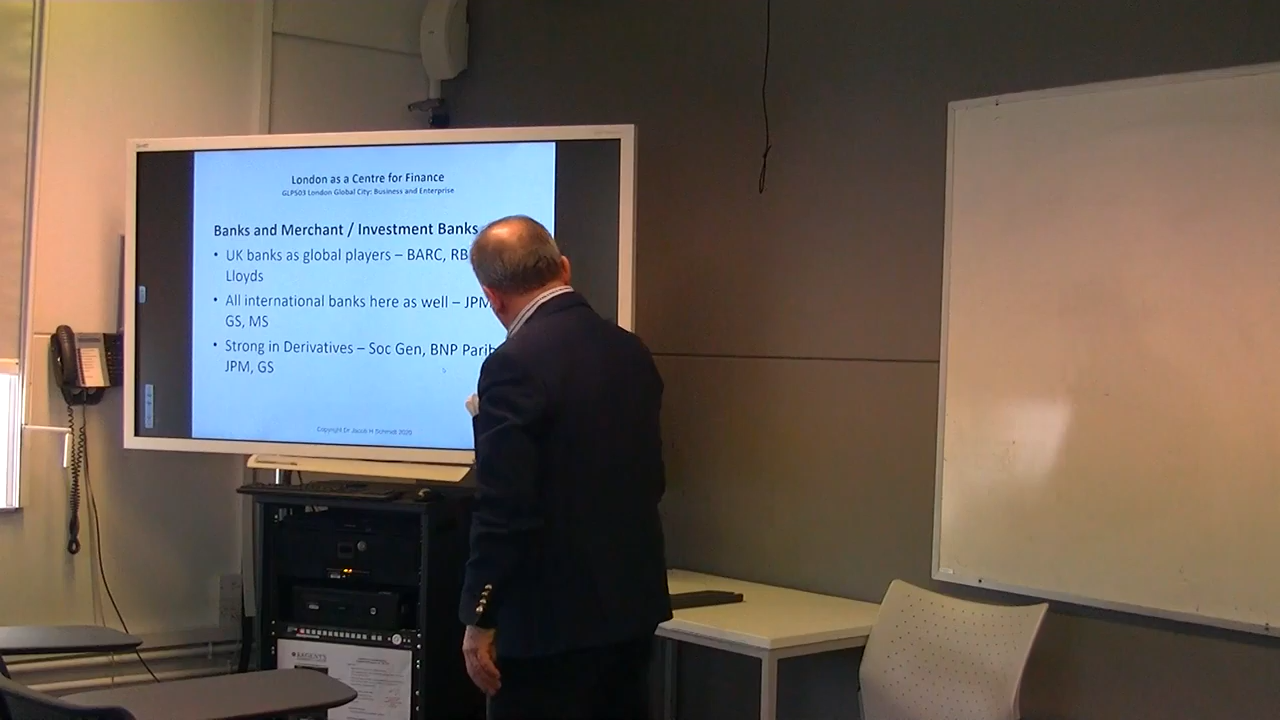 London as a Centre for Finance
GLP503 London Global City: Business and Enterprise
Banks and Merchant / Investment Banks
• UK banks as global players – BARC, RB
Lloyds
• All international banks here as well – JPM
GS, MS
• Strong in Derivatives – Soc Gen, BNP Parib
JPM, GS
Copyright Dr Jacob H Schmidt 2020